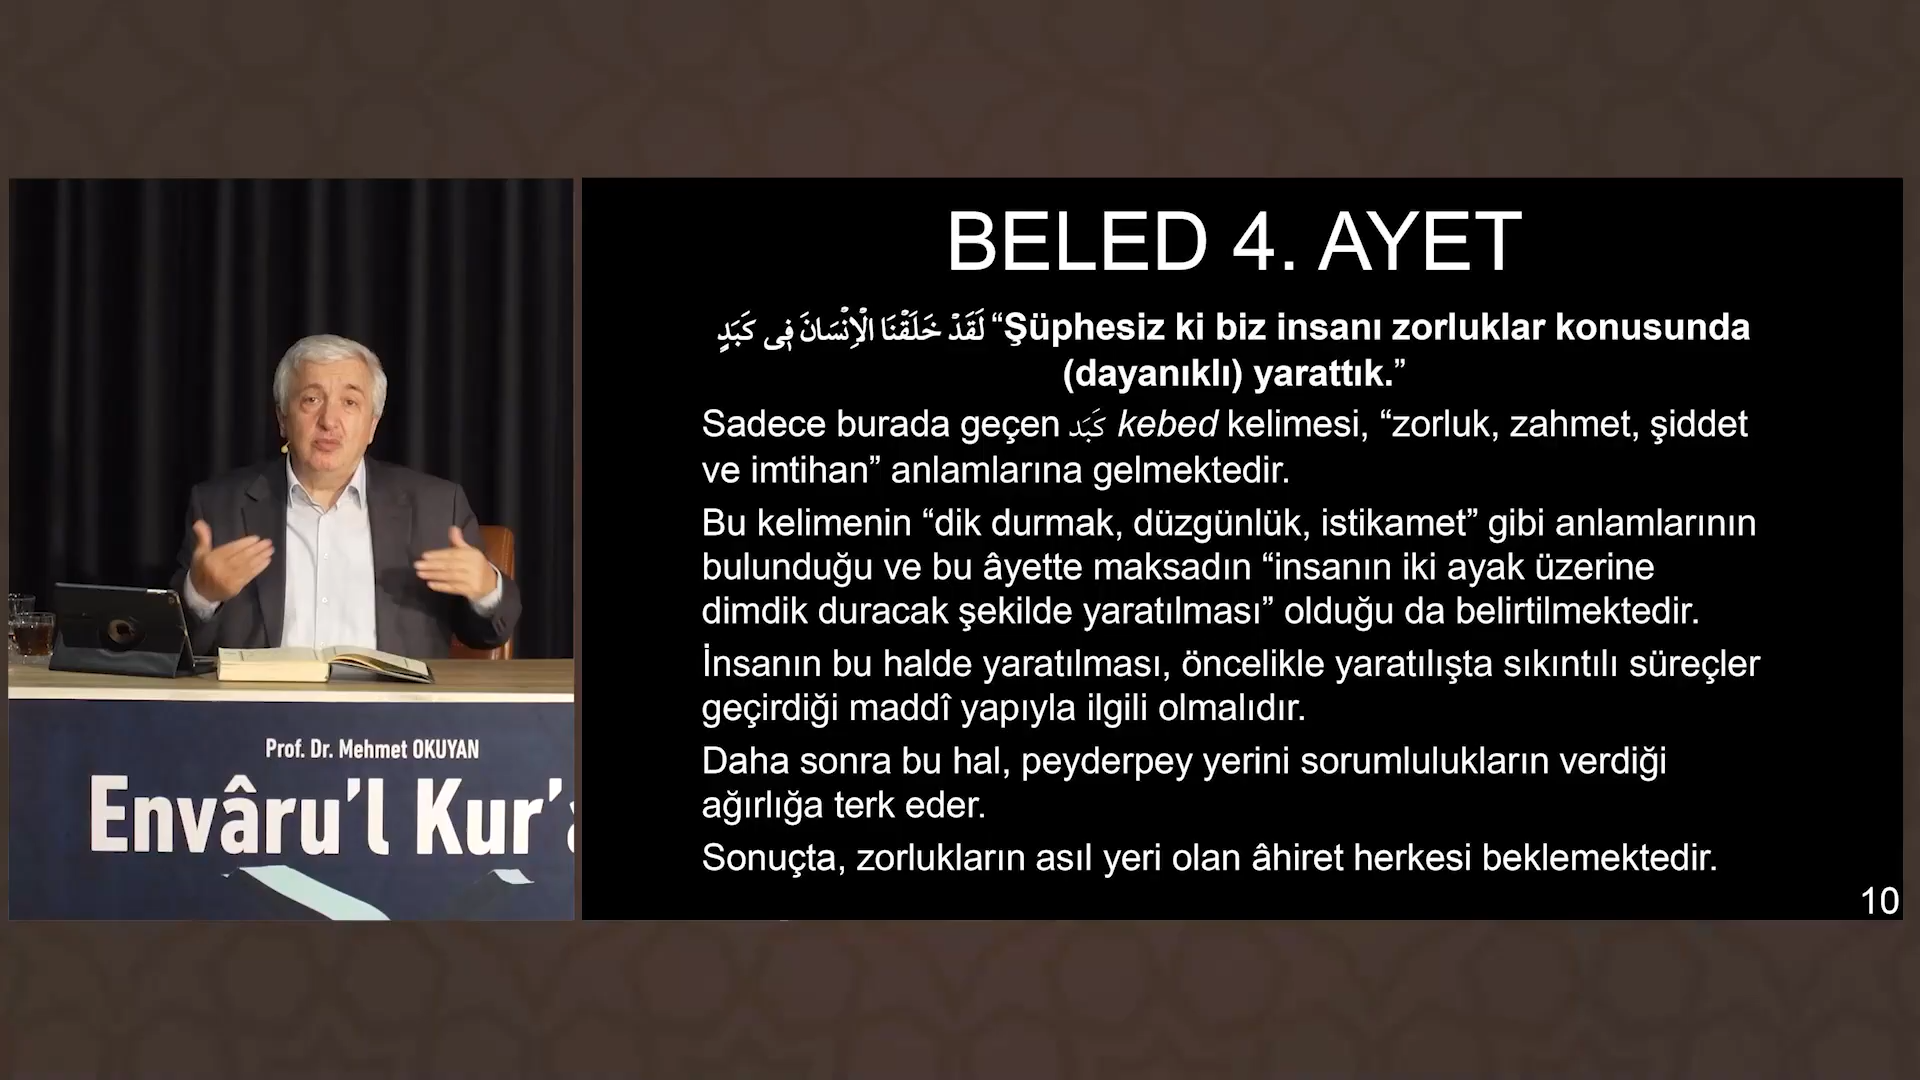 Prof. Dr. Mehmet OKUYAN
Envâru'l Kur'a
BELED 4. AYET
لَقَدْ خَلَقْنَا الْاِنْسَانَ ف۪ي كَبَدٍ “Şüphesiz ki biz insanı zorluklar konusunda
(dayanıklı) yarattık.”
Sadece burada geçen كَبَد kebed kelimesi, “zorluk, zahmet, şiddet
ve imtihan” anlamlarına gelmektedir.
Bu kelimenin “dik durmak, düzgünlük, istikamet” gibi anlamlarının
bulunduğu ve bu âyette maksadın “insanın iki ayak üzerine
dimdik duracak şekilde yaratılması” olduğu da belirtilmektedir.
İnsanın bu halde yaratılması, öncelikle yaratılışta sıkıntılı süreçler
geçirdiği maddî yapıyla ilgili olmalıdır.
Daha sonra bu hal, peyderpey yerini sorumlulukların verdiği
ağırlığa terk eder.
Sonuçta, zorlukların asıl yeri olan âhiret herkesi beklemektedir.
10